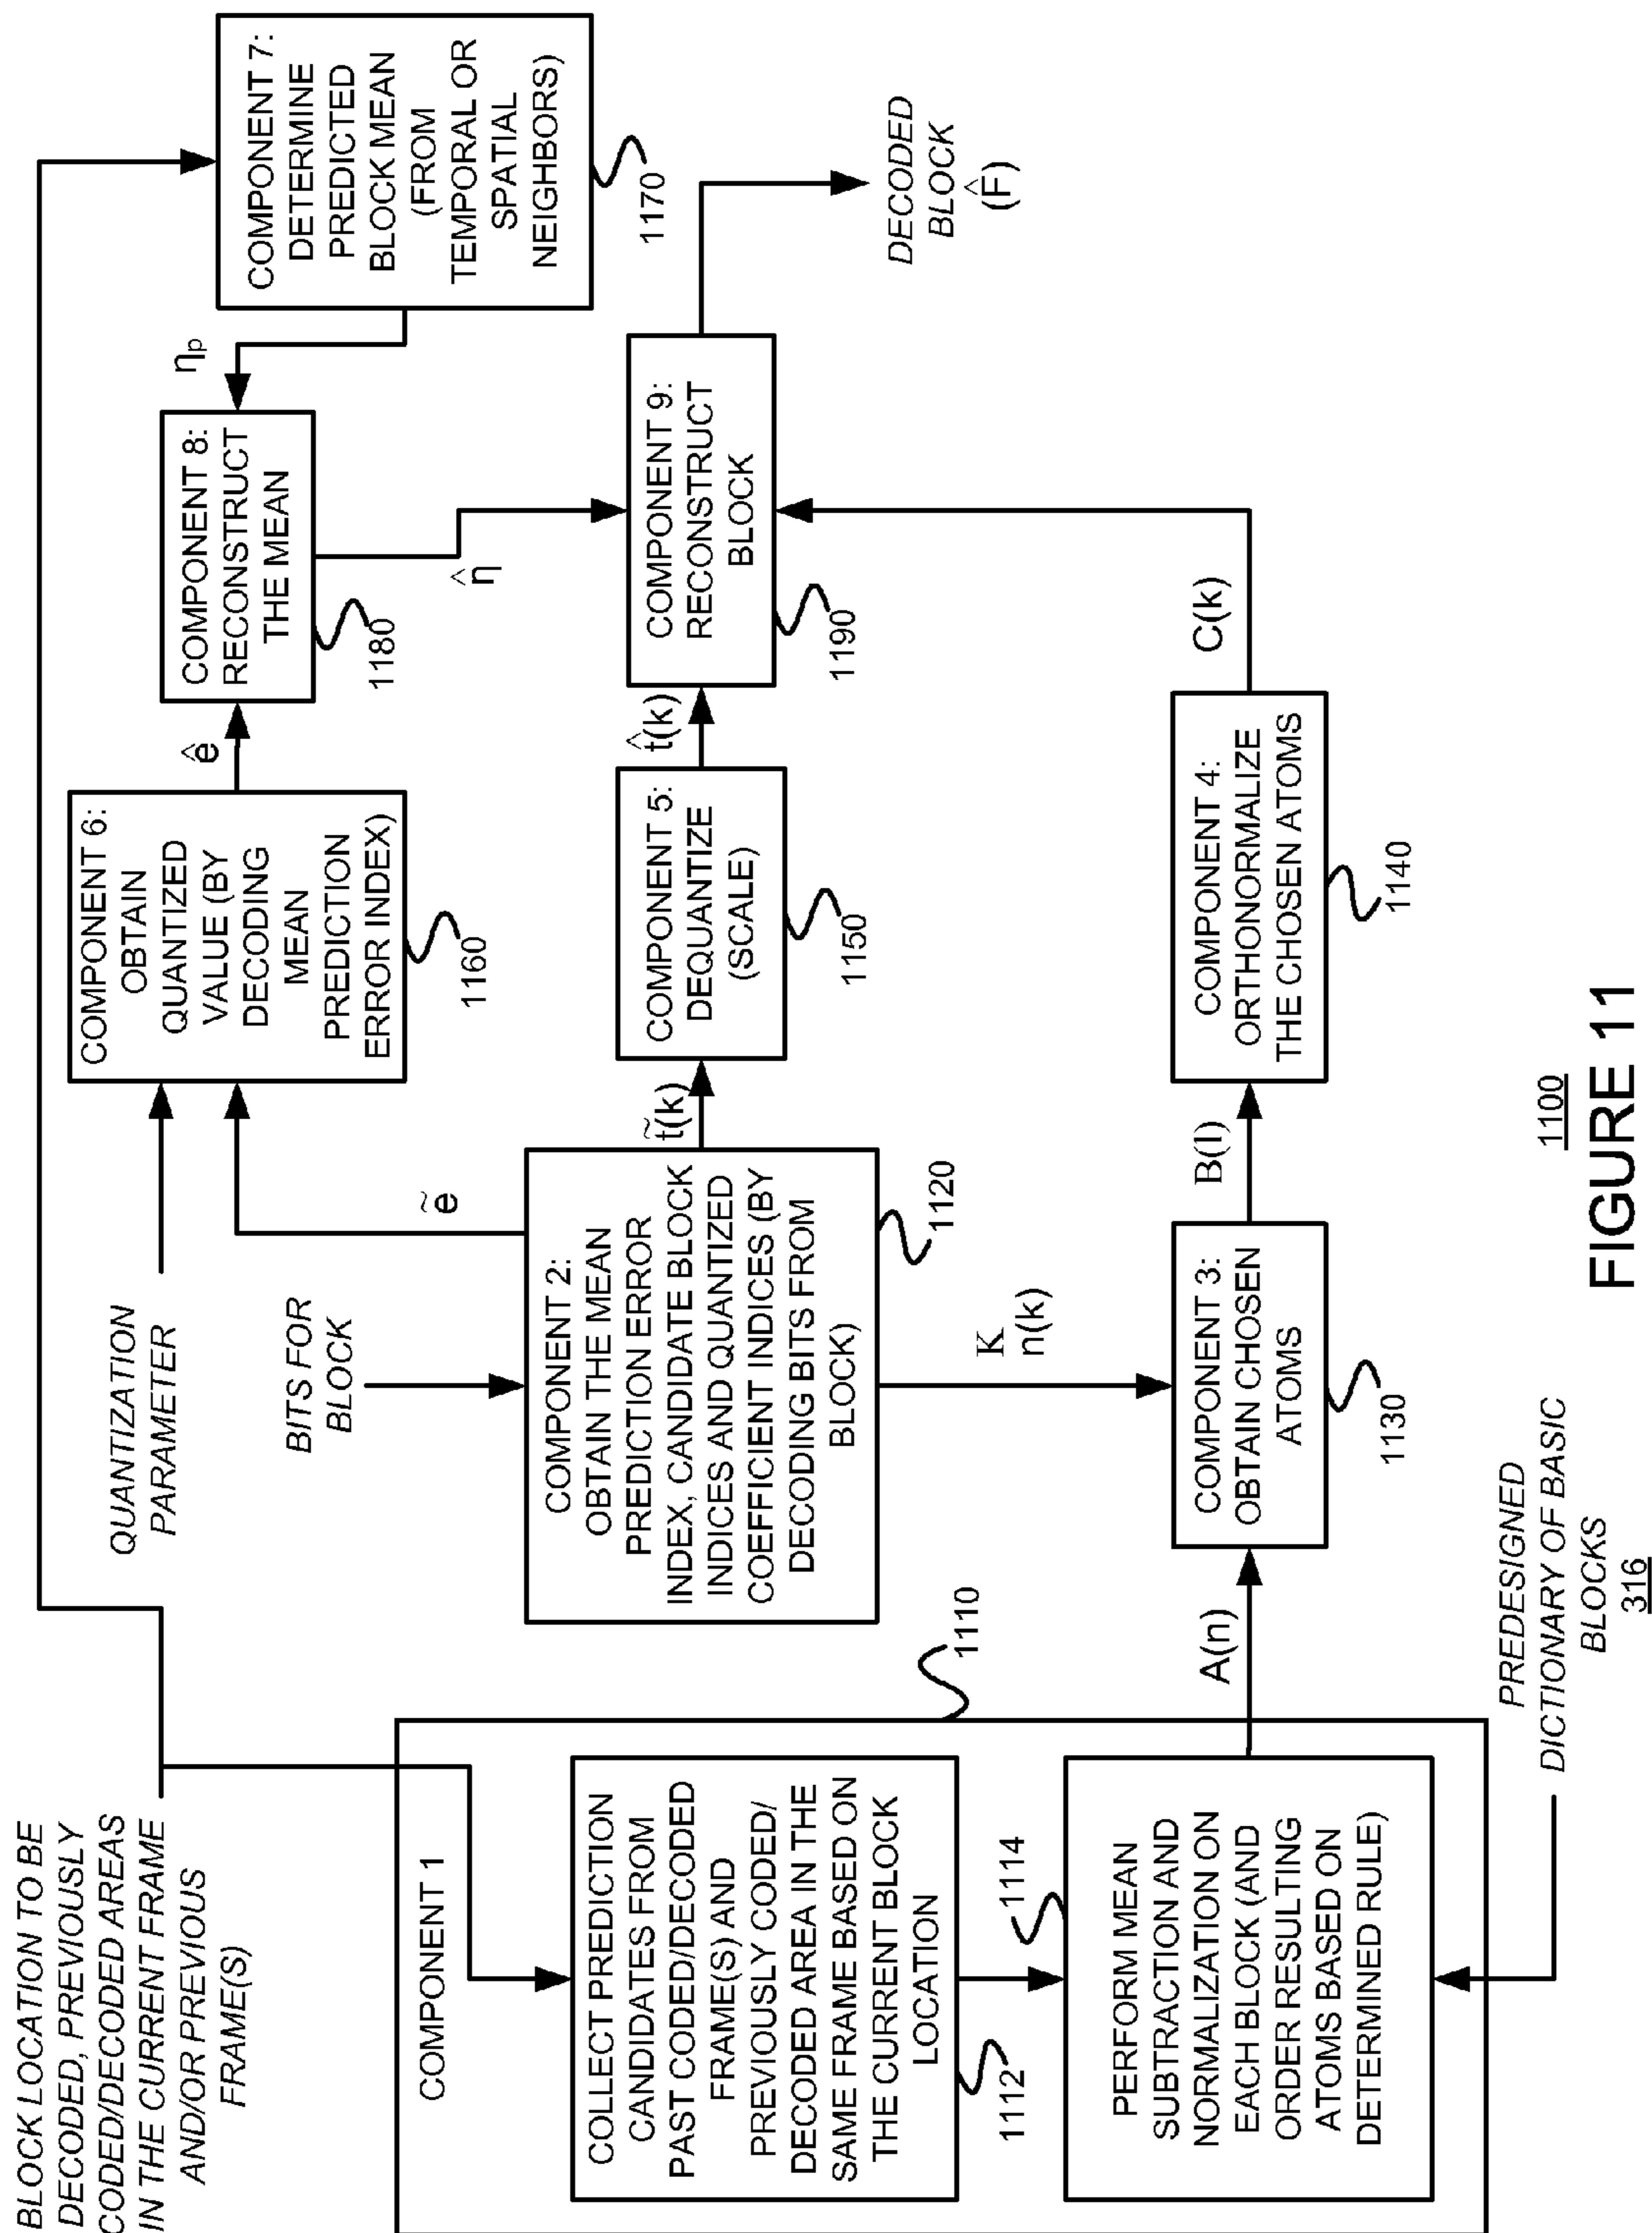 BLOCK LOCATION TO BE
DECODED, PREVIOUSLY
CODED/DECODED AREAS
IN THE CURRENT FRAME
AND/OR PREVIOUS
FRAME(S)
QUANTIZATION
PARAMETER
BITS FOR
BLOCK
COMPONENT 1
COLLECT PREDICTION
CANDIDATES FROM
PAST CODED/DECODED
FRAME(S) AND
PREVIOUSLY CODED/
DECODED AREA IN THE
SAME FRAME BASED ON
THE CURRENT BLOCK
LOCATION
1112
1114
PERFORM MEAN
SUBTRACTION AND
NORMALIZATION ON
EACH BLOCK (AND
ORDER RESULTING
ATOMS BASED ON
DETERMINED RULE)
1110
A(n)
PREDESIGNED
DICTIONARY OF BASIC
BLOCKS
316
COMPONENT 2:
OBTAIN THE MEAN
PREDICTION ERROR
INDEX, CANDIDATE BLOCK
INDICES AND QUANTIZED
COEFFICIENT INDICES (BY
DECODING BITS FROM
BLOCK)
1120
ẽ
t̃(k)
K
n(k)
COMPONENT 3:
OBTAIN CHOSEN
ATOMS
1130
B(l)
COMPONENT 4:
ORTHONORMALIZE
THE CHOSEN ATOMS
1140
C(k)
COMPONENT 5:
DEQUANTIZE
(SCALE)
1150
t̂(k)
COMPONENT 6:
OBTAIN
QUANTIZED
VALUE (BY
DECODING
MEAN
PREDICTION
ERROR INDEX)
1160
ê
COMPONENT 8:
RECONSTRUCT
THE MEAN
1180
η̂
ηp
COMPONENT 7:
DETERMINE
PREDICTED
BLOCK MEAN
(FROM
TEMPORAL OR
SPATIAL
NEIGHBORS)
1170
COMPONENT 9:
RECONSTRUCT
BLOCK
1190
DECODED
BLOCK
(F̂)
1100
FIGURE 11